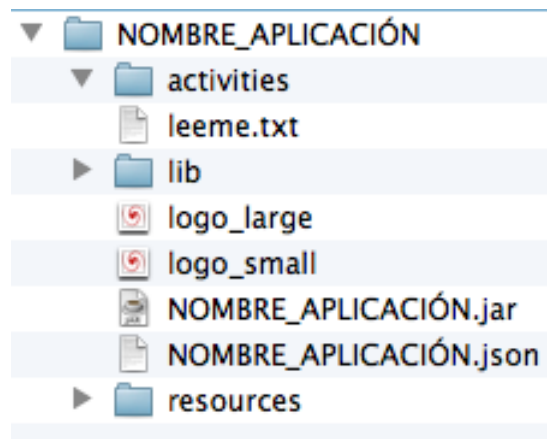 NOMBRE_APLICACIÓN
activities
leeme.txt
lib
logo_large
logo_small
NOMBRE_APLICACIÓN.jar
NOMBRE_APLICACIÓN.json
resources